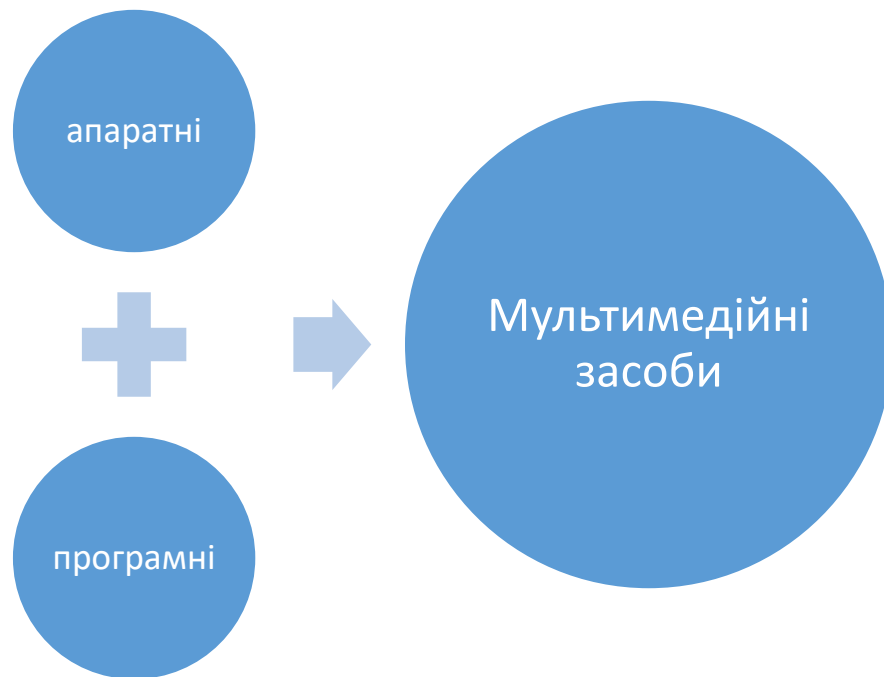 апаратні
програмні
Мультимедійні
засоби